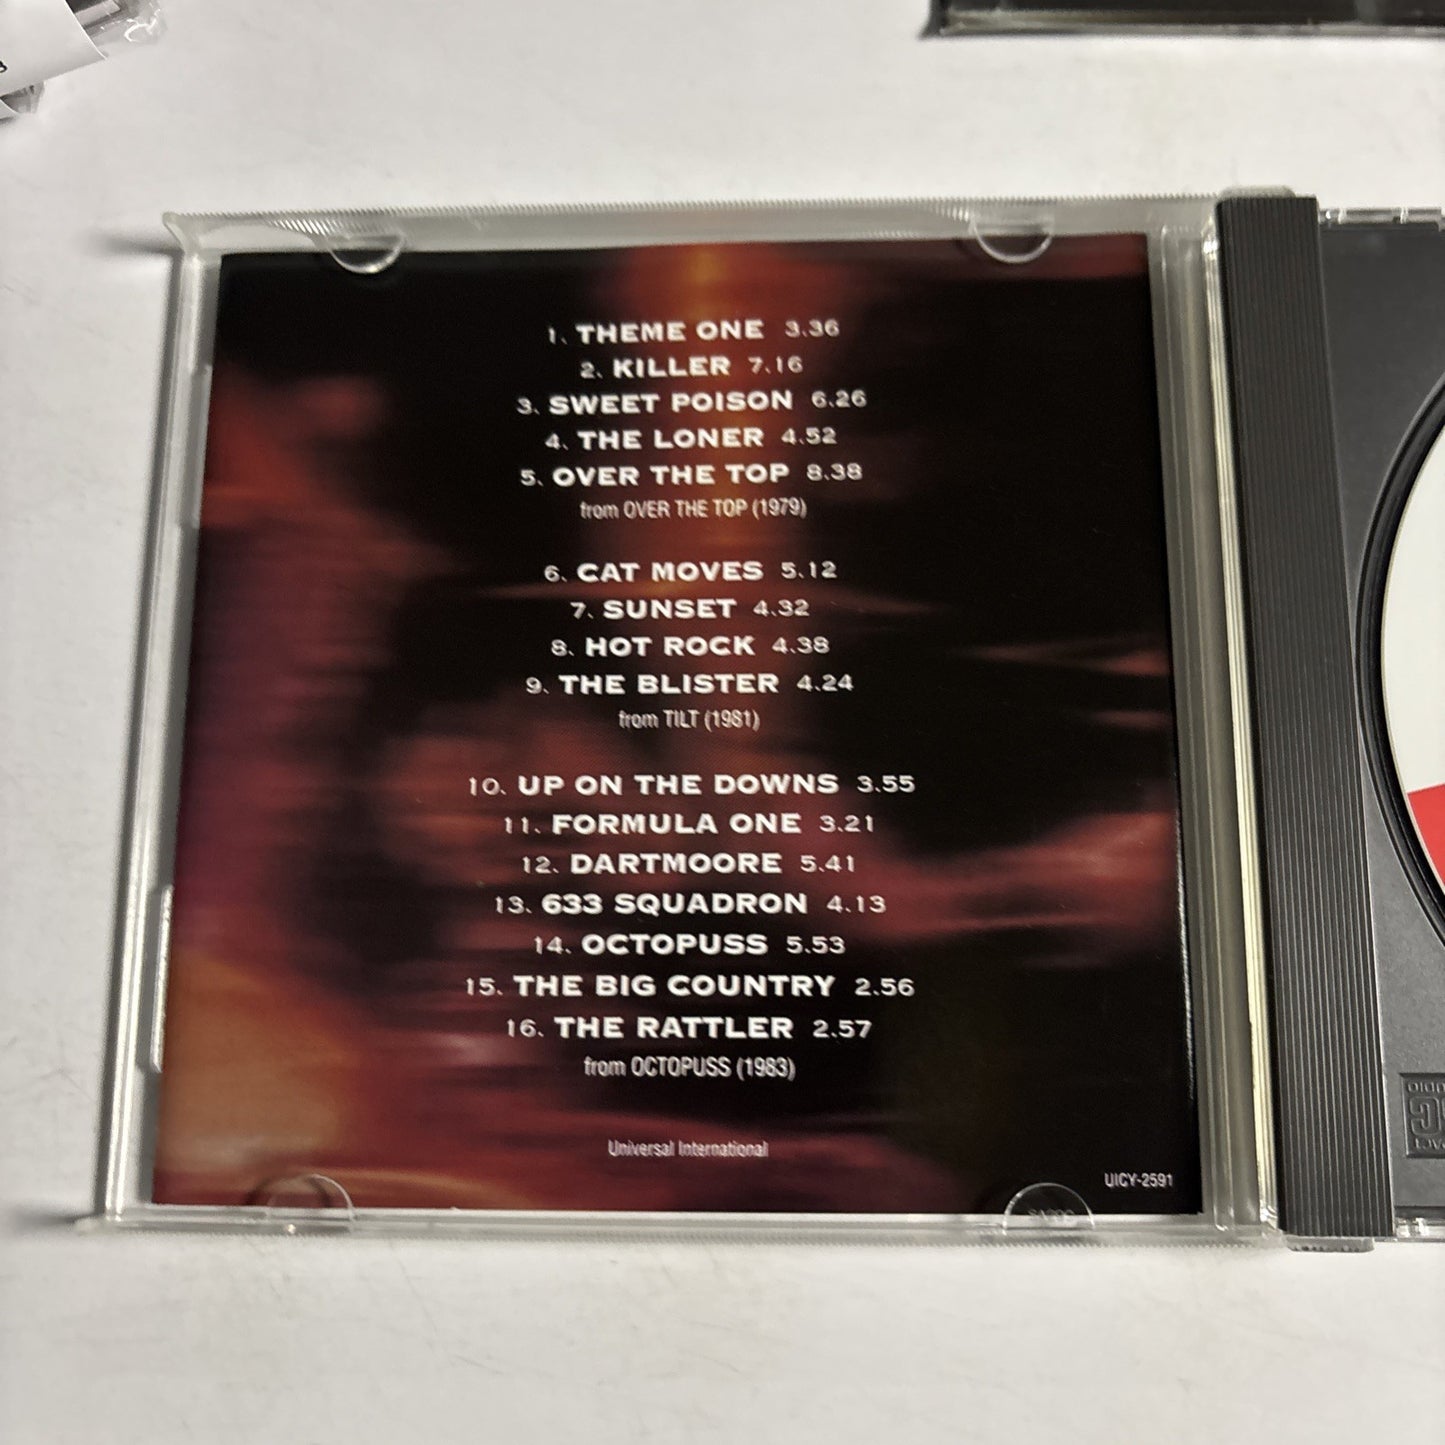 1. THEME ONE 3.36
2. KILLER 7.16
3. SWEET POISON 6.26
4. THE LONER 4.52
5. OVER THE TOP 8.38
from OVER THE TOP (1979)
6. CAT MOVES 5.12
7. SUNSET 4.32
8. HOT ROCK 4.38
9. THE BLISTER 4.24
from TILT (1981)
10. UP ON THE DOWNS 3.55
11. FORMULA ONE 3.21
12. DARTMOORE 5.41
13. 633 SQUADRON 4.13
14. OCTOPUSS 5.53
15. THE BIG COUNTRY 2.56
16. THE RATTLER 2.57
from OCTOPUSS (1983)
Universal International
UICY-2591